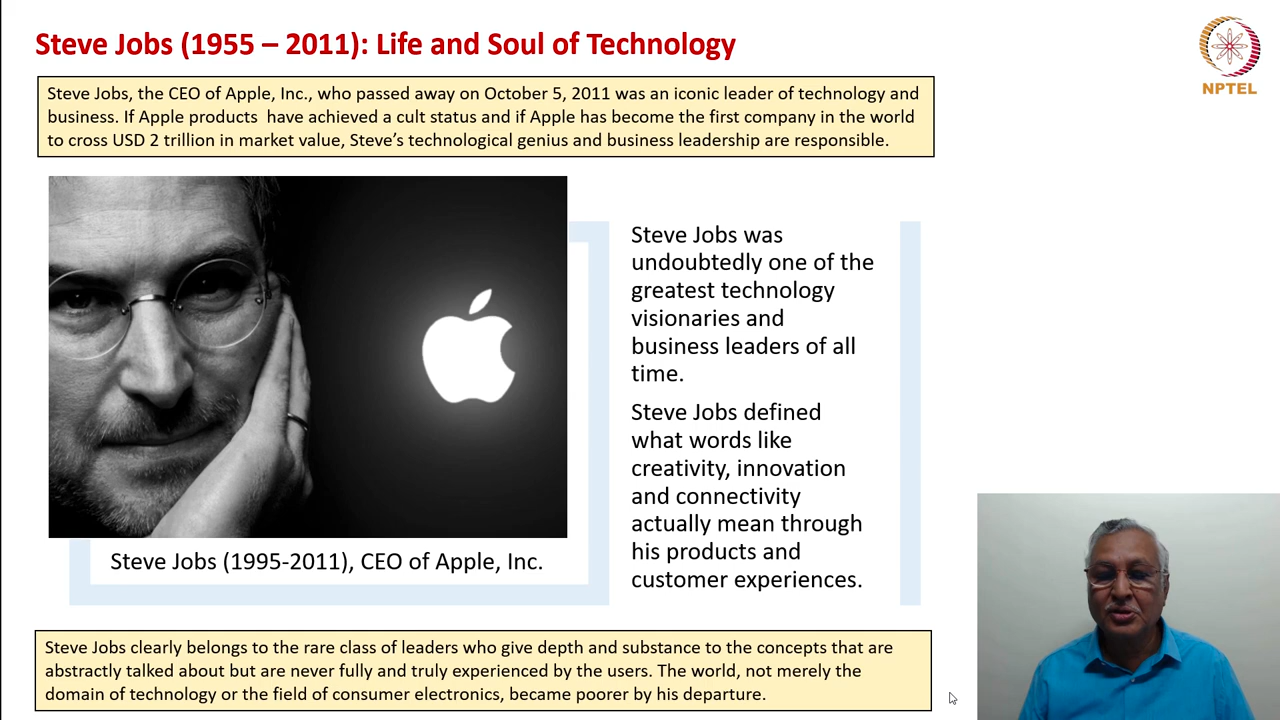 Steve Jobs (1955 – 2011): Life and Soul of Technology
NPTEL
Steve Jobs, the CEO of Apple, Inc., who passed away on October 5, 2011 was an iconic leader of technology and
business. If Apple products have achieved a cult status and if Apple has become the first company in the world
to cross USD 2 trillion in market value, Steve’s technological genius and business leadership are responsible.
Steve Jobs was
undoubtedly one of the
greatest technology
visionaries and
business leaders of all
time.
Steve Jobs defined
what words like
creativity, innovation
and connectivity
actually mean through
his products and
customer experiences.
Steve Jobs (1995-2011), CEO of Apple, Inc.
Steve Jobs clearly belongs to the rare class of leaders who give depth and substance to the concepts that are
abstractly talked about but are never fully and truly experienced by the users. The world, not merely the
domain of technology or the field of consumer electronics, became poorer by his departure.